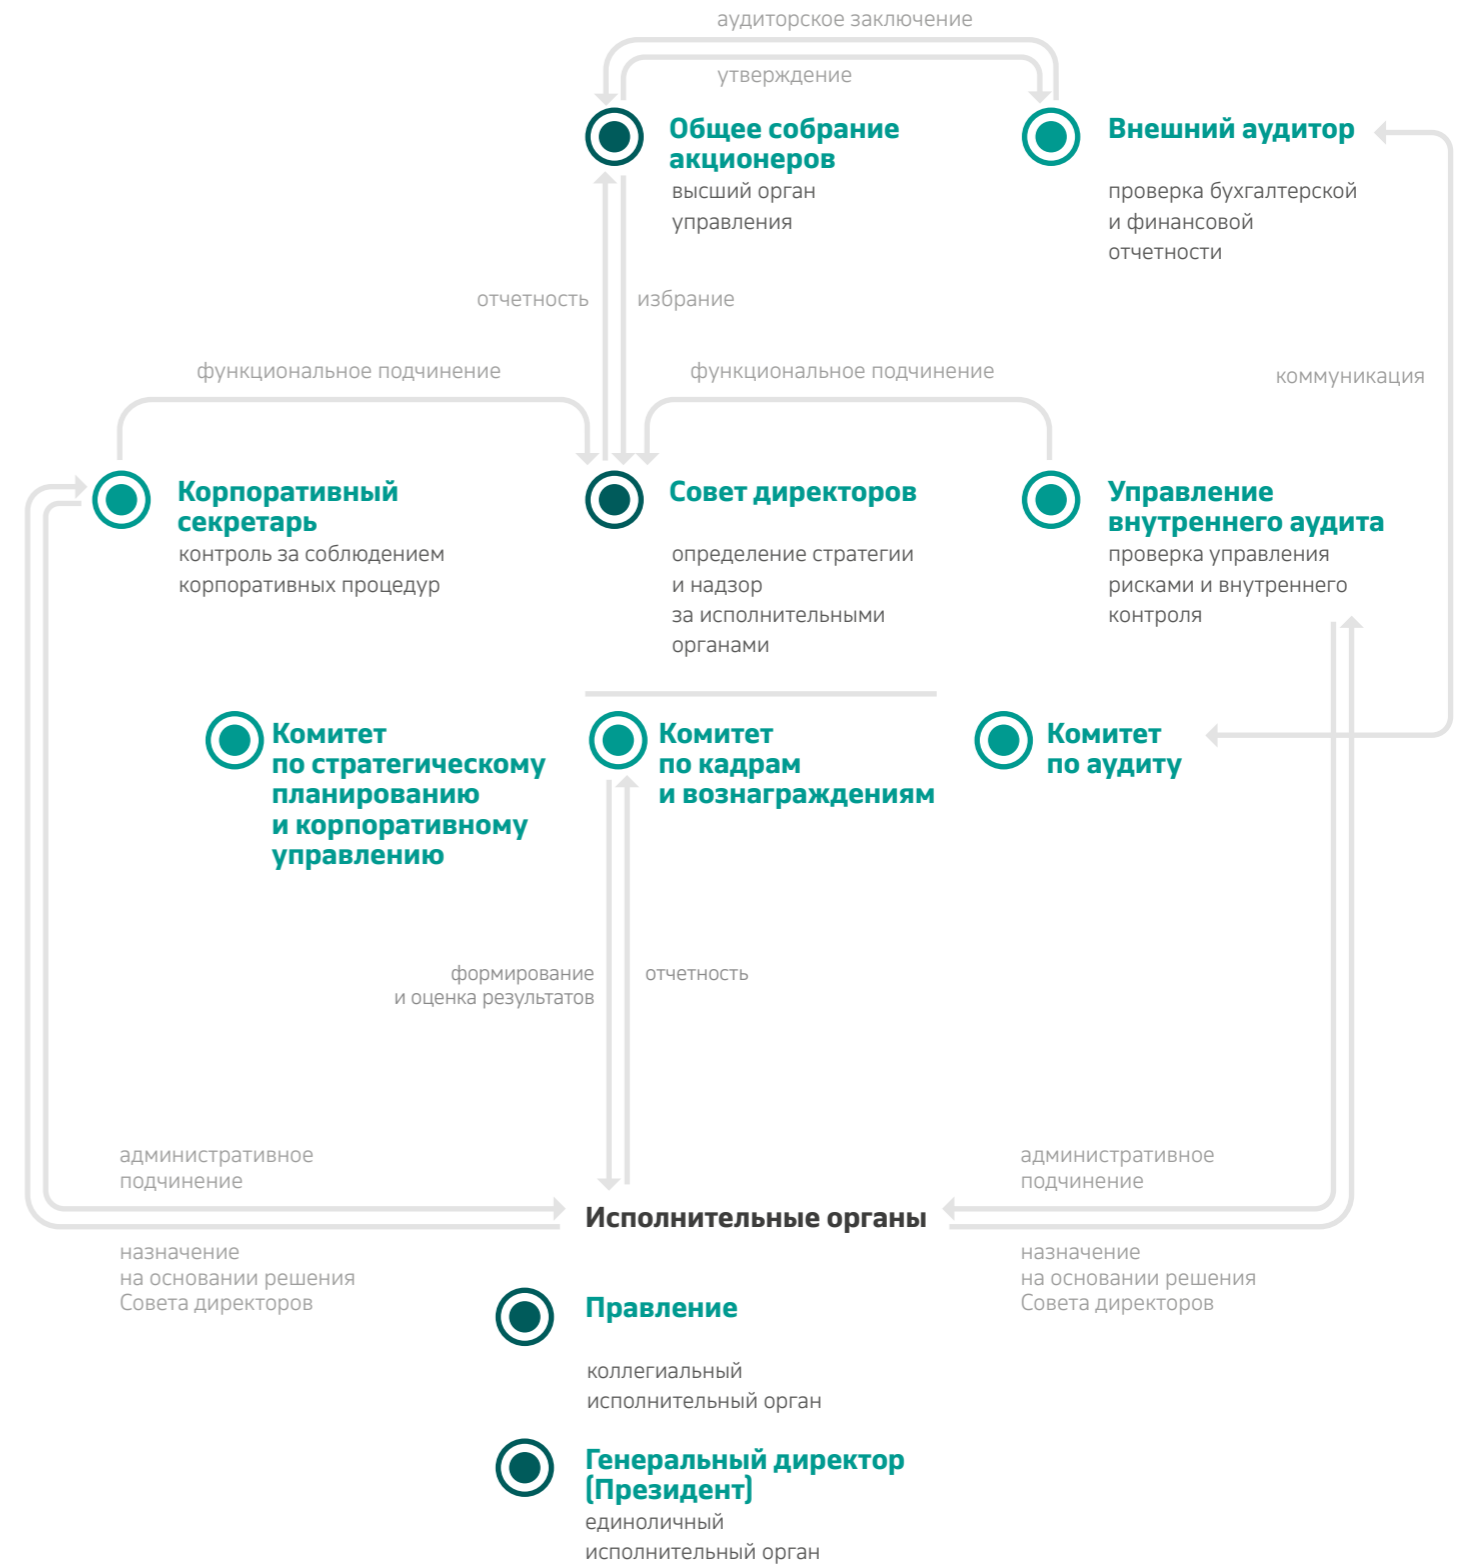 аудиторское заключение
утверждение
Общее собрание
акционеров
высший орган
управления
Внешний аудитор
проверка бухгалтерской
и финансовой
отчетности
отчетность
избрание
функциональное подчинение
функциональное подчинение
коммуникация
Корпоративный
секретарь
контроль за соблюдением
корпоративных процедур
Совет директоров
определение стратегии
и надзор
за исполнительными
органами
Управление
внутреннего аудита
проверка управления
рисками и внутреннего
контроля
Комитет
по стратегическому
планированию
и корпоративному
управлению
Комитет
по кадрам
и вознаграждениям
Комитет
по аудиту
формирование
и оценка результатов
отчетность
административное
подчинение
административное
подчинение
Исполнительные органы
назначение
на основании решения
Совета директоров
назначение
на основании решения
Совета директоров
Правление
коллегиальный
исполнительный орган
Генеральный директор
(Президент)
единоличный
исполнительный орган